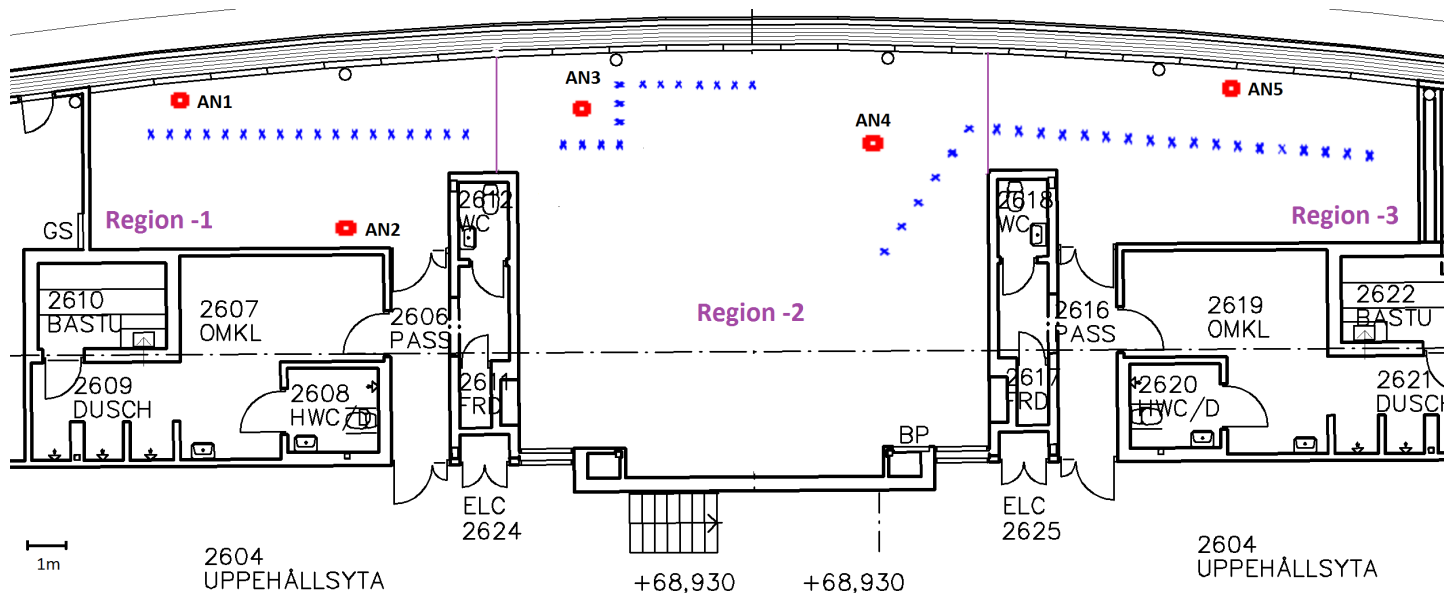 AN1
AN3
AN4
AN5
Region -1
AN2
GS
2612
WC
2618
WC
Region -3
2610
BASTU
2607
OMKL
2606
PASS
Region -2
2616
PASS
2619
OMKL
2622
BASTU
2609
DUSCH
2608
HWC/D
2611
FRD
2617
FRD
2620
HWC/D
2621
DUSCH
BP
ELC
2624
ELC
2625
1m
2604
UPPEHÅLLSYTA
+68,930
+68,930
2604
UPPEHÅLLSYTA